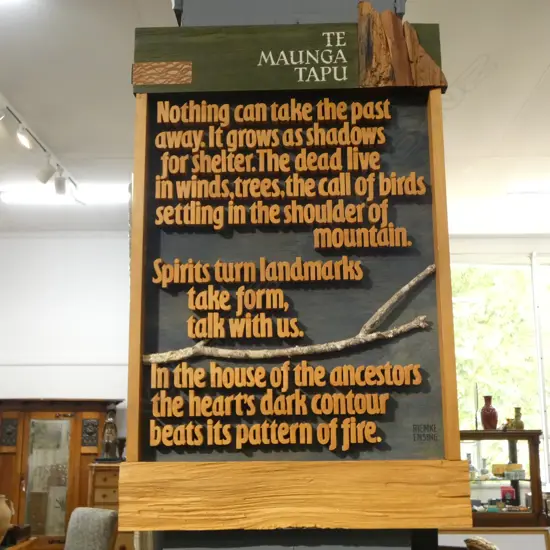 TE
MAUNGA
TAPU
Nothing can take the past
away. It grows as shadows
for shelter. The dead live
in winds, trees, the call of birds
settling in the shoulder of
mountain.
Spirits turn landmarks
take form,
talk with us.
In the house of the ancestors
the heart's dark contour
beats its pattern of fire.